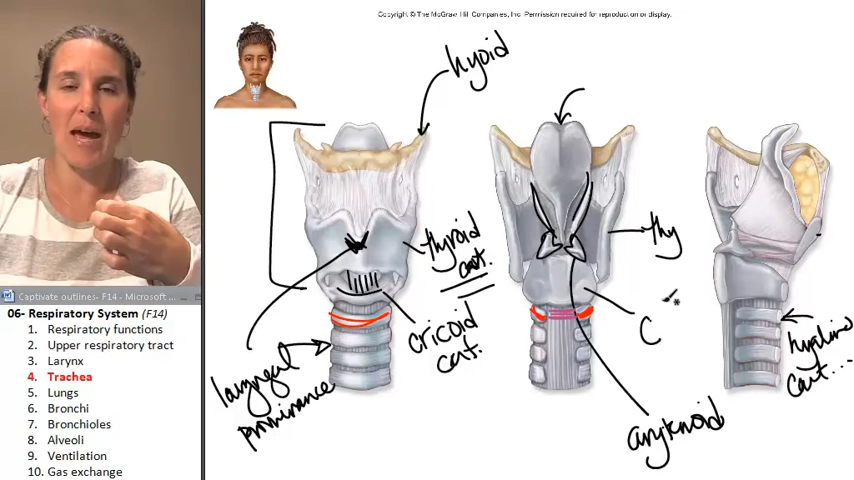 Copyright © The McGraw Hill Companies, Inc. Permission required for reproduction or display.
hyoid
thyroid
cart.
cricoid
cart.
laryngeal
prominance
thy
C
arytenoid
hyaline
cart...
Captivate outlines- F14 - Microsoft ...
06- Respiratory System (F14)
1. Respiratory functions
2. Upper respiratory tract
3. Larynx
4. Trachea
5. Lungs
6. Bronchi
7. Bronchioles
8. Alveoli
9. Ventilation
10. Gas exchange